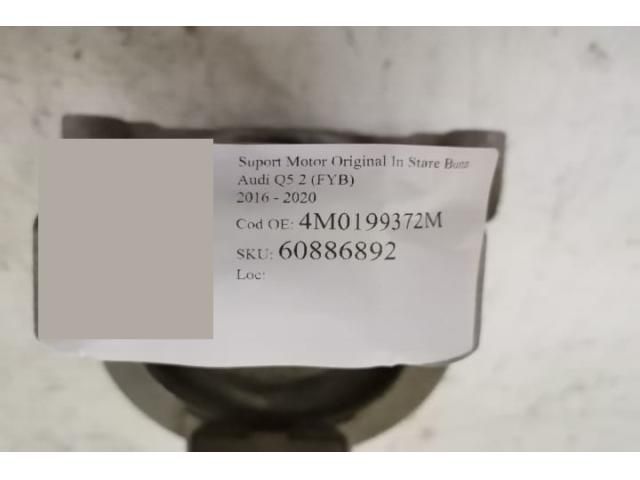 Suport Motor Original In Stare Buna
Audi Q5 2 (FYB)
2016 - 2020
Cod OE: 4M0199372M
SKU: 60886892
Loc: